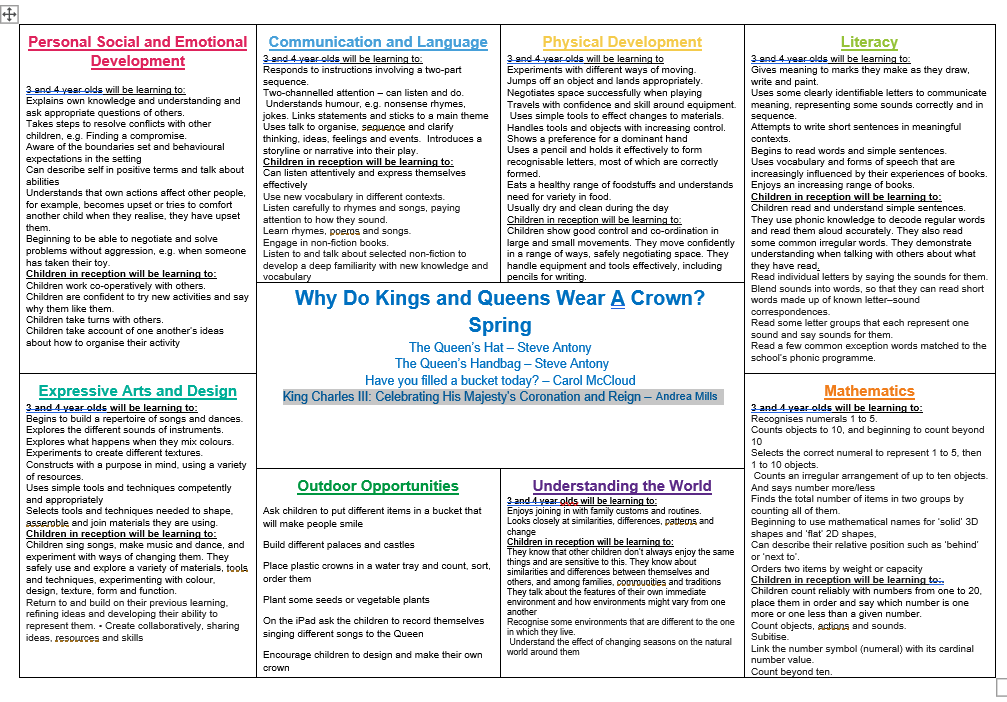 Personal Social and Emotional
Development
3 and 4 year olds will be learning to:
Explains own knowledge and understanding and
ask appropriate questions of others.
Takes steps to resolve conflicts with other
children, e.g. Finding a compromise.
Aware of the boundaries set and behavioural
expectations in the setting
Can describe self in positive terms and talk about
abilities
Understands that own actions affect other people,
for example, becomes upset or tries to comfort
another child when they realise, they have upset
them.
Beginning to be able to negotiate and solve
problems without aggression, e.g. when someone
has taken their toy.
Children in reception will be learning to:
Children work co-operatively with others.
Children are confident to try new activities and say
why them like them.
Children take turns with others.
Children take account of one another's ideas
about how to organise their activity
Communication and Language
3 and 4 year olds will be learning to:
Responds to instructions involving a two-part
sequence.
Two-channelled attention – can listen and do.
Understands humour, e.g. nonsense rhymes,
jokes. Links statements and sticks to a main theme
Uses talk to organise, sequence and clarify
thinking, ideas, feelings and events. Introduces a
storyline or narrative into their play.
Children in reception will be learning to:
Can listen attentively and express themselves
effectively
Use new vocabulary in different contexts.
Listen carefully to rhymes and songs, paying
attention to how they sound.
Learn rhymes, poems and songs.
Engage in non-fiction books.
Listen to and talk about selected non-fiction to
develop a deep familiarity with new knowledge and
vocabulary
Physical Development
3 and 4 year olds will be learning to
Experiments with different ways of moving.
Jumps off an object and lands appropriately.
Negotiates space successfully when playing
Travels with confidence and skill around equipment.
Uses simple tools to effect changes to materials.
Handles tools and objects with increasing control.
Shows a preference for a dominant hand
Uses a pencil and holds it effectively to form
recognisable letters, most of which are correctly
formed.
Eats a healthy range of foodstuffs and understands
need for variety in food.
Usually dry and clean during the day
Children in reception will be learning to:
Children show good control and co-ordination in
large and small movements. They move confidently
in a range of ways, safely negotiating space. They
handle equipment and tools effectively, including
pencils for writing.
Literacy
3 and 4 year olds will be learning to:
Gives meaning to marks they make as they draw,
write and paint.
Uses some clearly identifiable letters to communicate
meaning, representing some sounds correctly and in
sequence.
Attempts to write short sentences in meaningful
contexts.
Begins to read words and simple sentences.
Uses vocabulary and forms of speech that are
increasingly influenced by their experiences of books.
Enjoys an increasing range of books.
Children in reception will be learning to:
Children read and understand simple sentences.
They use phonic knowledge to decode regular words
and read them aloud accurately. They also read
some common irregular words. They demonstrate
understanding when talking with others about what
they have read.
Read individual letters by saying the sounds for them.
Blend sounds into words, so that they can read short
words made up of known letter–sound
correspondences.
Read some letter groups that each represent one
sound and say sounds for them.
Read a few common exception words matched to the
school's phonic programme.
Why Do Kings and Queens Wear A Crown?
Spring
The Queen's Hat – Steve Antony
The Queen's Handbag – Steve Antony
Have you filled a bucket today? – Carol McCloud
King Charles III: Celebrating His Majesty's Coronation and Reign – Andrea Mills
Expressive Arts and Design
3 and 4 year olds will be learning to:
Begins to build a repertoire of songs and dances.
Explores the different sounds of instruments.
Explores what happens when they mix colours.
Experiments to create different textures.
Constructs with a purpose in mind, using a variety
of resources.
Uses simple tools and techniques competently
and appropriately
Selects tools and techniques needed to shape,
assemble and join materials they are using.
Children in reception will be learning to:
Children sing songs, make music and dance, and
experiment with ways of changing them. They
safely use and explore a variety of materials, tools
and techniques, experimenting with colour,
design, texture, form and function.
Return to and build on their previous learning,
refining ideas and developing their ability to
represent them. • Create collaboratively, sharing
ideas, resources and skills
Outdoor Opportunities
Ask children to put different items in a bucket that
will make people smile
Build different palaces and castles
Place plastic crowns in a water tray and count, sort,
order them
Plant some seeds or vegetable plants
On the iPad ask the children to record themselves
singing different songs to the Queen
Encourage children to design and make their own
crown
Understanding the World
3 and 4 year olds will be learning to:
Enjoys joining in with family customs and routines.
Looks closely at similarities, differences, patterns and
change
Children in reception will be learning to:
They know that other children don't always enjoy the same
things and are sensitive to this. They know about
similarities and differences between themselves and
others, and among families, communities and traditions
They talk about the features of their own immediate
environment and how environments might vary from one
another
Recognise some environments that are different to the one
in which they live.
Understand the effect of changing seasons on the natural
world around them
Mathematics
3 and 4 year olds will be learning to:
Recognises numerals 1 to 5.
Counts objects to 10, and beginning to count beyond
10
Selects the correct numeral to represent 1 to 5, then
1 to 10 objects.
Counts an irregular arrangement of up to ten objects.
And says number more/less
Finds the total number of items in two groups by
counting all of them.
Beginning to use mathematical names for 'solid' 3D
shapes and 'flat' 2D shapes,
Can describe their relative position such as 'behind'
or 'next to'.
Orders two items by weight or capacity
Children in reception will be learning to:
Children count reliably with numbers from one to 20,
place them in order and say which number is one
more or one less than a given number.
Count objects, actions and sounds.
Subitise.
Link the number symbol (numeral) with its cardinal
number value.
Count beyond ten.